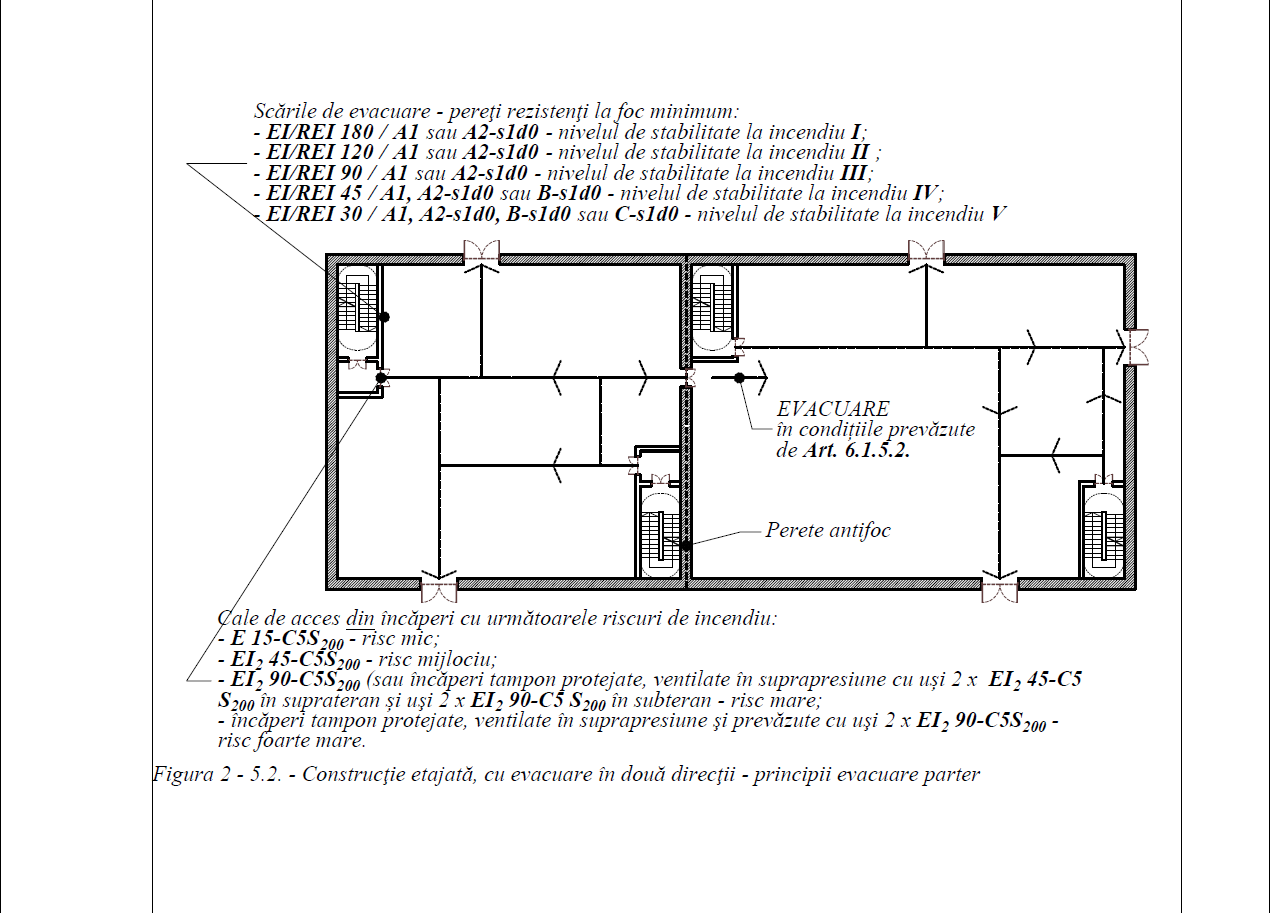 Scările de evacuare - pereţi rezistenţi la foc minimum:
- EI/REI 180 / A1 sau A2-s1d0 - nivelul de stabilitate la incendiu I;
- EI/REI 120 / A1 sau A2-s1d0 - nivelul de stabilitate la incendiu II ;
- EI/REI 90 / A1 sau A2-s1d0 - nivelul de stabilitate la incendiu III;
- EI/REI 45 / A1, A2-s1d0 sau B-s1d0 - nivelul de stabilitate la incendiu IV;
- EI/REI 30 / A1, A2-s1d0, B-s1d0 sau C-s1d0 - nivelul de stabilitate la incendiu V
EVACUARE
în condițiile prevăzute
de Art. 6.1.5.2.
Perete antifoc
Cale de acces din încăperi cu următoarele riscuri de incendiu:
- E 15-C5S200 - risc mic;
- EI2 45-C5S200 - risc mijlociu;
- EI2 90-C5S200 (sau încăperi tampon protejate, ventilate în suprapresiune cu uși 2 x EI2 45-C5
S200 în suprateran și uşi 2 x EI2 90-C5 S200 în subteran - risc mare;
- încăperi tampon protejate, ventilate în suprapresiune şi prevăzute cu uşi 2 x EI2 90-C5S200 -
risc foarte mare.
Figura 2 - 5.2. - Construcţie etajată, cu evacuare în două direcţii - principii evacuare parter